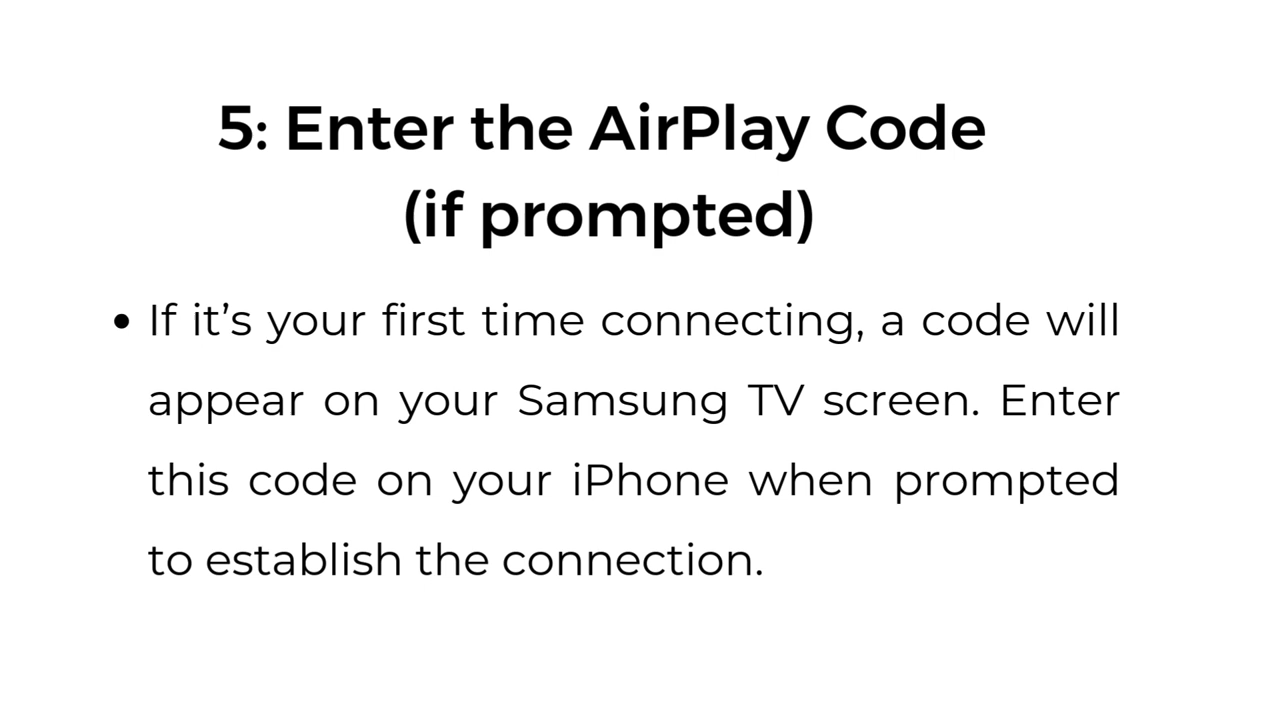 5: Enter the AirPlay Code
(if prompted)
• If it’s your first time connecting, a code will
appear on your Samsung TV screen. Enter
this code on your iPhone when prompted
to establish the connection.